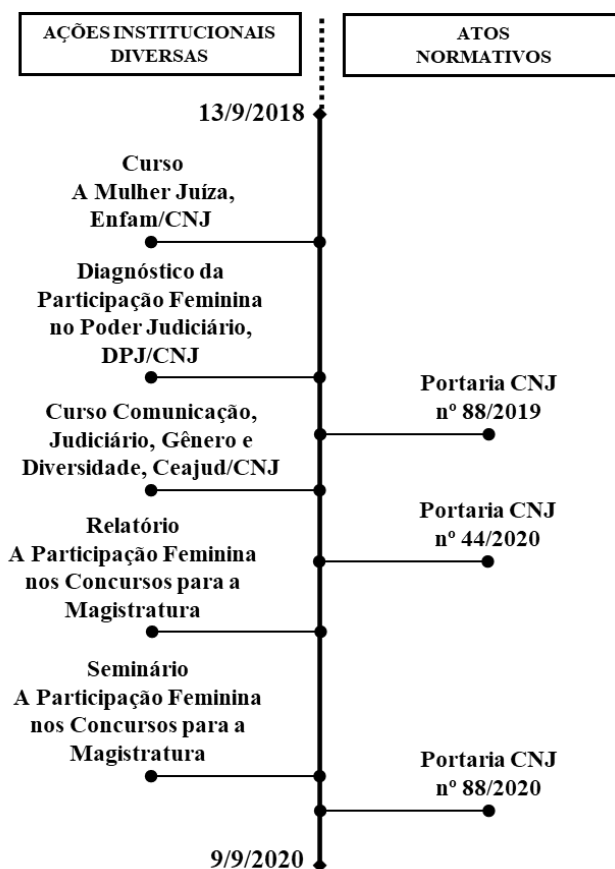 AÇÕES INSTITUCIONAIS
DIVERSAS
ATOS
NORMATIVOS
13/9/2018
Curso
A Mulher Juíza,
Enfam/CNJ
Diagnóstico da
Participação Feminina
no Poder Judiciário,
DPJ/CNJ
Portaria CNJ
nº 88/2019
Curso Comunicação,
Judiciário, Gênero e
Diversidade, Ceajud/CNJ
Portaria CNJ
nº 44/2020
Relatório
A Participação Feminina
nos Concursos para a
Magistratura
Seminário
A Participação Feminina
nos Concursos para a
Magistratura
Portaria CNJ
nº 88/2020
9/9/2020